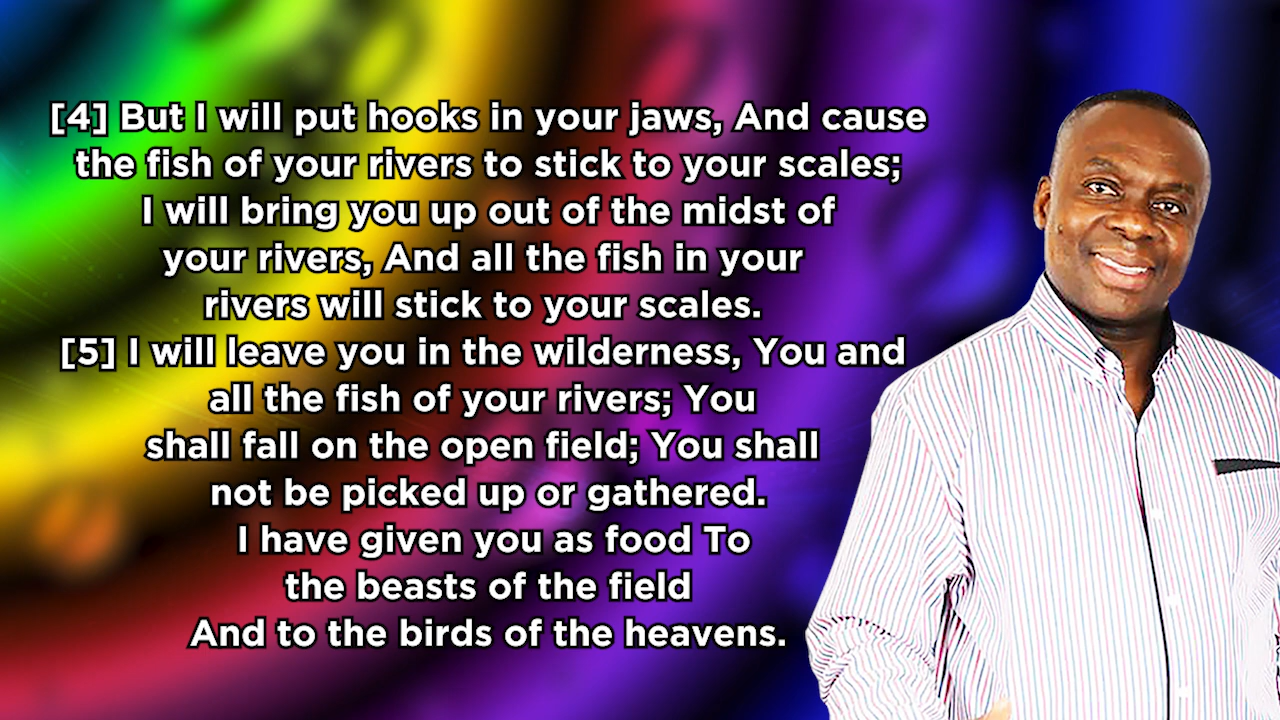 [4] But I will put hooks in your jaws, And cause
the fish of your rivers to stick to your scales;
I will bring you up out of the midst of
your rivers, And all the fish in your
rivers will stick to your scales.
[5] I will leave you in the wilderness, You and
all the fish of your rivers; You
shall fall on the open field; You shall
not be picked up or gathered.
I have given you as food To
the beasts of the field
And to the birds of the heavens.